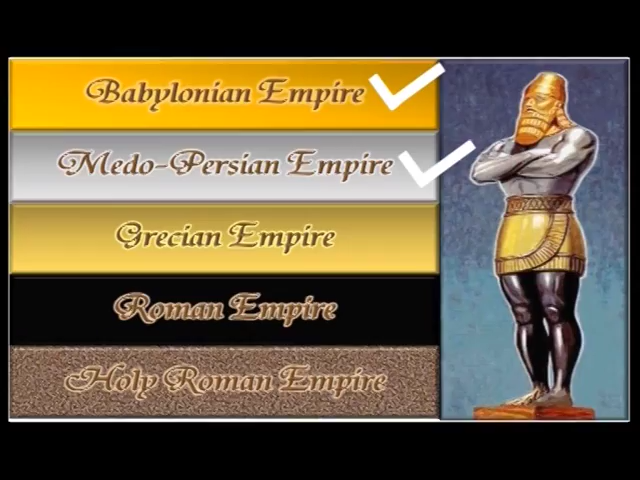 Babylonian Empire
Medo-Persian Empire
Grecian Empire
Roman Empire
Holy Roman Empire